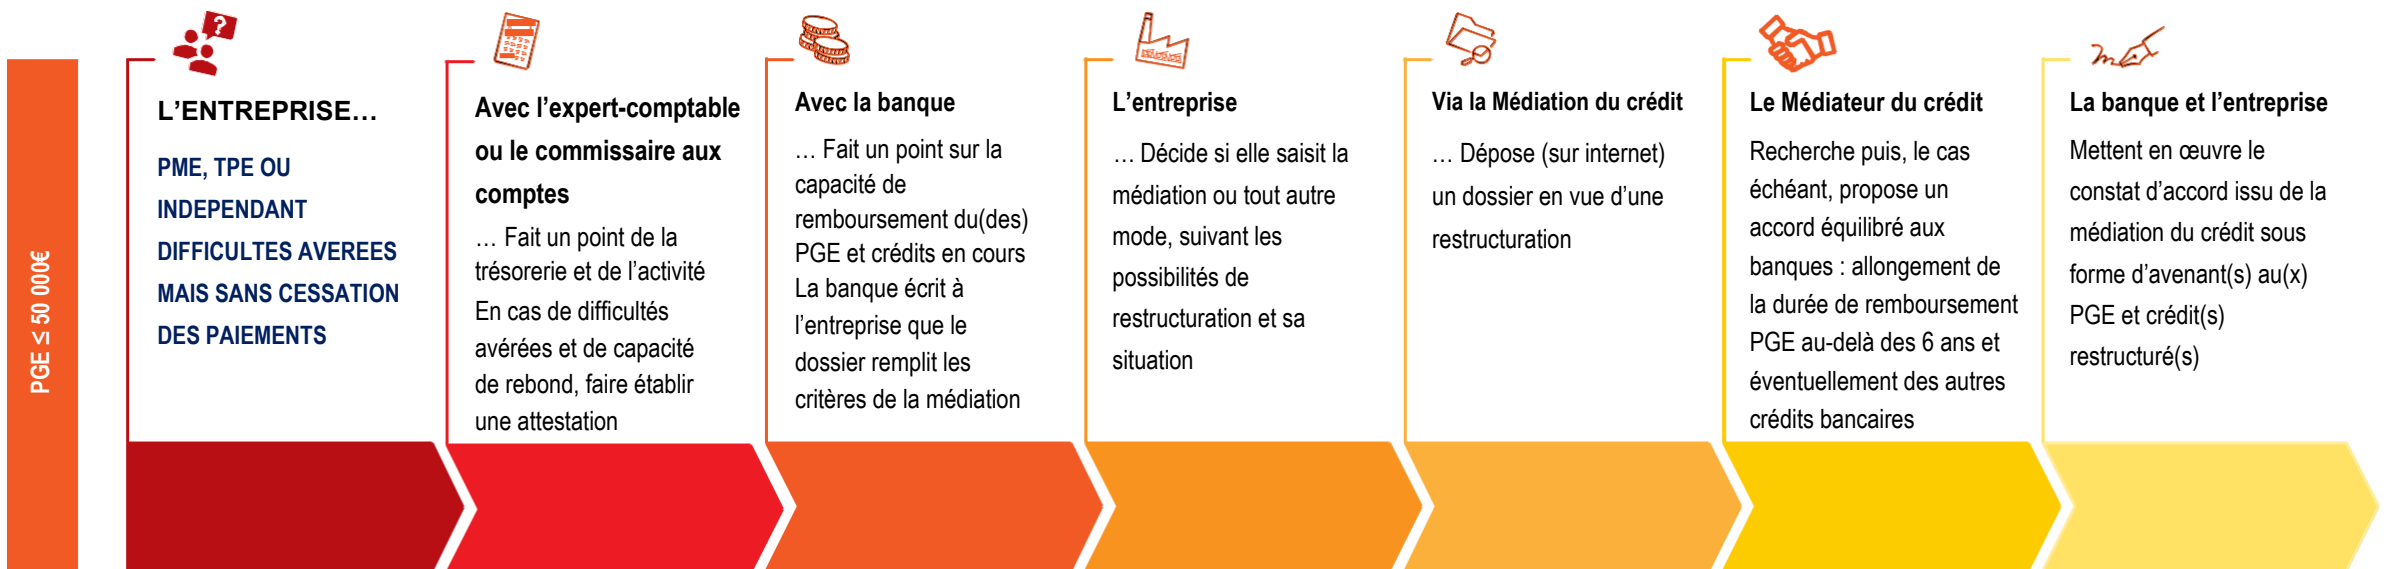 PGE ≤ 50 000€
?
L’ENTREPRISE…
PME, TPE OU
INDEPENDANT
DIFFICULTES AVEREES
MAIS SANS CESSATION
DES PAIEMENTS
Avec l’expert-comptable
ou le commissaire aux
comptes
… Fait un point de la
trésorerie et de l’activité
En cas de difficultés
avérées et de capacité
de rebond, faire établir
une attestation
Avec la banque
… Fait un point sur la
capacité de
remboursement du(des)
PGE et crédits en cours
La banque écrit à
l’entreprise que le
dossier remplit les
critères de la médiation
L’entreprise
… Décide si elle saisit la
médiation ou tout autre
mode, suivant les
possibilités de
restructuration et sa
situation
Via la Médiation du crédit
… Dépose (sur internet)
un dossier en vue d’une
restructuration
Le Médiateur du crédit
Recherche puis, le cas
échéant, propose un
accord équilibré aux
banques : allongement de
la durée de remboursement
PGE au-delà des 6 ans et
éventuellement des autres
crédits bancaires
La banque et l’entreprise
Mettent en œuvre le
constat d’accord issu de la
médiation du crédit sous
forme d’avenant(s) au(x)
PGE et crédit(s)
restructuré(s)